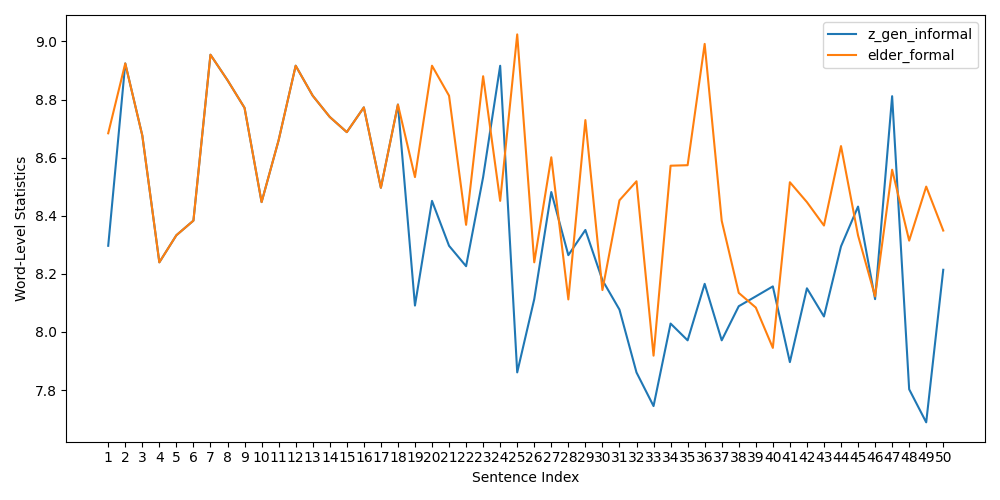 z_gen_informal
elder_formal
9.0
8.8
8.6
8.4
8.2
8.0
7.8
Word-Level Statistics
1 2 3 4 5 6 7 8 9 10 11 12 13 14 15 16 17 18 19 20 21 22 23 24 25 26 27 28 29 30 31 32 33 34 35 36 37 38 39 40 41 42 43 44 45 46 47 48 49 50
Sentence Index